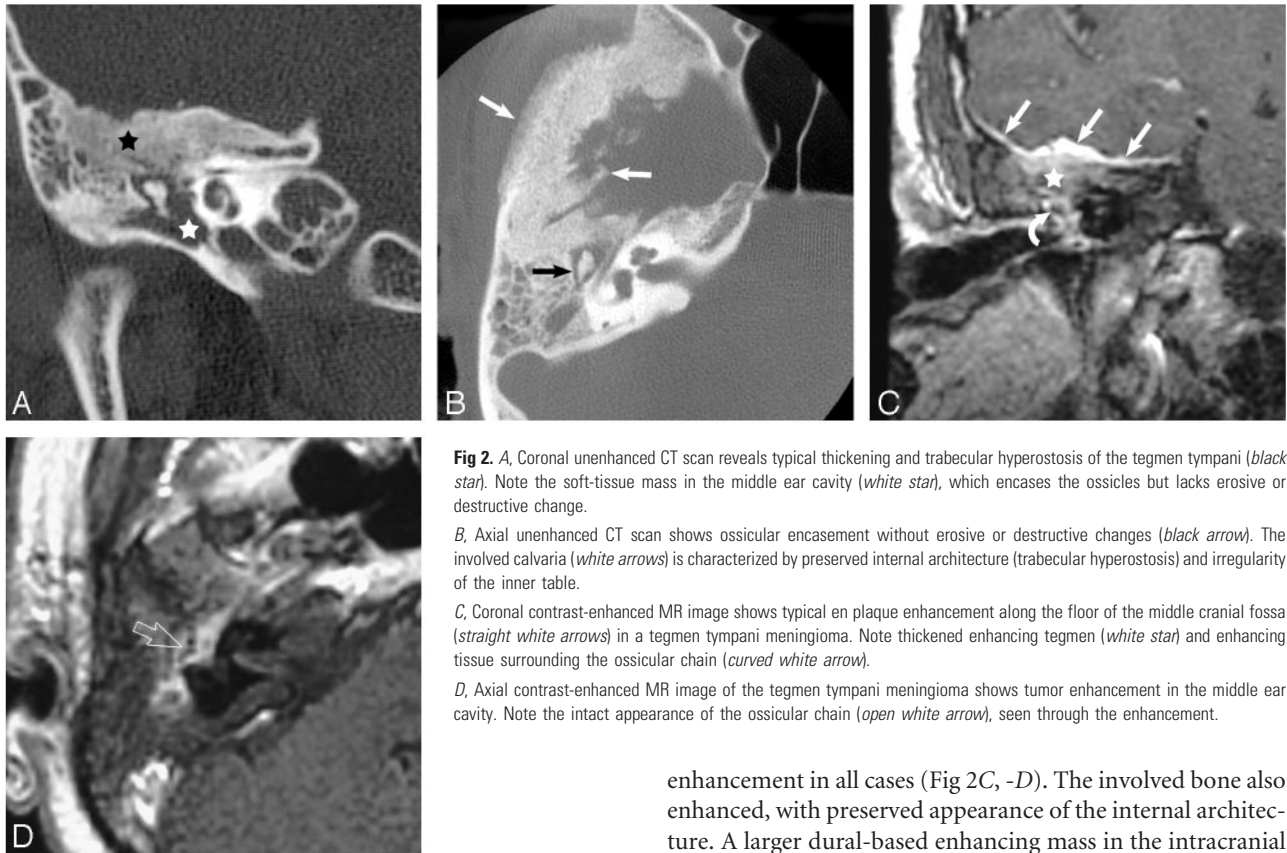 A
B
C
D
Fig 2. A, Coronal unenhanced CT scan reveals typical thickening and trabecular hyperostosis of the tegmen tympani (black
star). Note the soft-tissue mass in the middle ear cavity (white star), which encases the ossicles but lacks erosive or
destructive change.
B, Axial unenhanced CT scan shows ossicular encasement without erosive or destructive changes (black arrow). The
involved calvaria (white arrows) is characterized by preserved internal architecture (trabecular hyperostosis) and irregularity
of the inner table.
C, Coronal contrast-enhanced MR image shows typical en plaque enhancement along the floor of the middle cranial fossa
(straight white arrows) in a tegmen tympani meningioma. Note thickened enhancing tegmen (white star) and enhancing
tissue surrounding the ossicular chain (curved white arrow).
D, Axial contrast-enhanced MR image of the tegmen tympani meningioma shows tumor enhancement in the middle ear
cavity. Note the intact appearance of the ossicular chain (open white arrow), seen through the enhancement.
enhancement in all cases (Fig 2C, -D). The involved bone also
enhanced, with preserved appearance of the internal architec-
ture. A larger dural-based enhancing mass in the intracranial